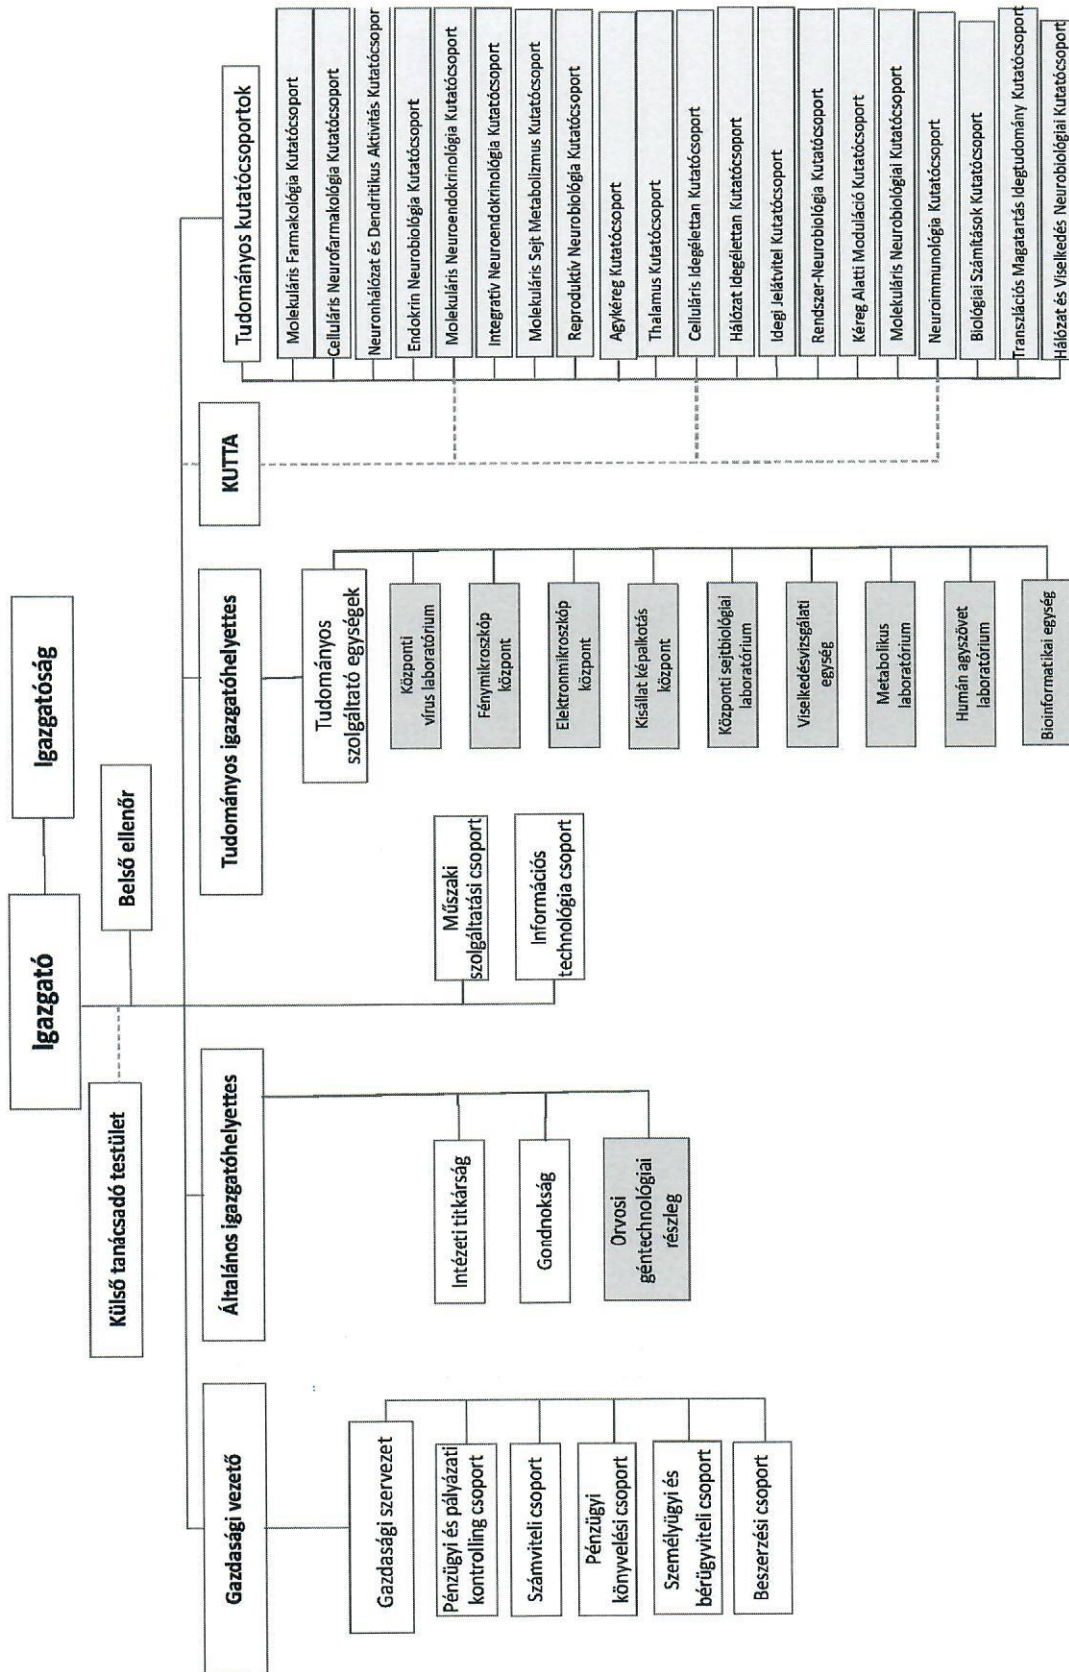 Igazgató
Igazgatóság
Külső tanácsadó testület
Belső ellenőr
Gazdasági vezető
Általános igazgatóhelyettes
Tudományos igazgatóhelyettes
KUTTA
Tudományos kutatócsoportok
Gazdasági szervezet
Pénzügyi és pályázati
kontrolling csoport
Számviteli csoport
Pénzügyi
könyvelési csoport
Személyügyi és
bérügyviteli csoport
Beszerzési csoport
Intézeti titkárság
Gondnokság
Orvosi
géntechnológiai
részleg
Műszaki
szolgáltatási csoport
Információs
technológia csoport
Tudományos
szolgáltató egységek
Központi
vírus laboratórium
Fénymikroszkóp
központ
Elektronmikroszkóp
központ
Kisállat képalkotás
központ
Központi sejtbiológiai
laboratórium
Viselkedésvizsgálati
egység
Metabolikus
laboratórium
Humán agyszövet
laboratórium
Bioinformatikai egység
Molekuláris Farmakológia Kutatócsoport
Celluláris Neurofarmakológia Kutatócsoport
Neuronhálózat és Dendritikus Aktivitás Kutatócsopor
Endokrin Neurobiológia Kutatócsoport
Molekuláris Neuroendokrinológia Kutatócsoport
Integratív Neuroendokrinológia Kutatócsoport
Molekuláris Sejt Metabolizmus Kutatócsoport
Reproduktív Neurobiológia Kutatócsoport
Agykéreg Kutatócsoport
Thalamus Kutatócsoport
Celluláris Idegélettan Kutatócsoport
Hálózat Idegélettan Kutatócsoport
Idegi Jelátvitel Kutatócsoport
Rendszer-Neurobiológia Kutatócsoport
Kéreg Alatti Moduláció Kutatócsoport
Molekuláris Neurobiológiai Kutatócsoport
Neuroimmunológia Kutatócsoport
Biológiai Számítások Kutatócsoport
Transzlációs Magatartás Idegtudomány Kutatócsoport
Hálózat és Viselkedés Neurobiológiai Kutatócsoport